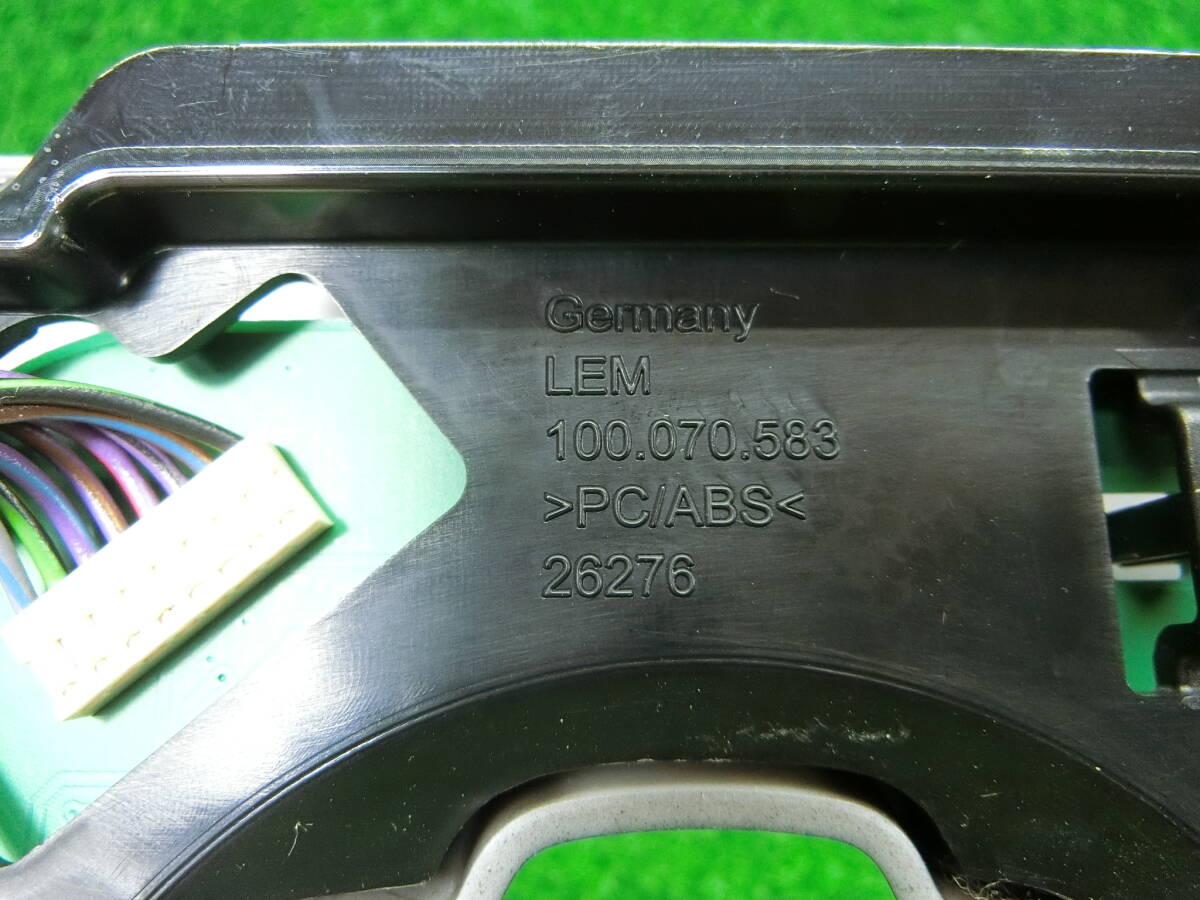 Germany
LEM
100.070.583
>PC/ABS<
26276